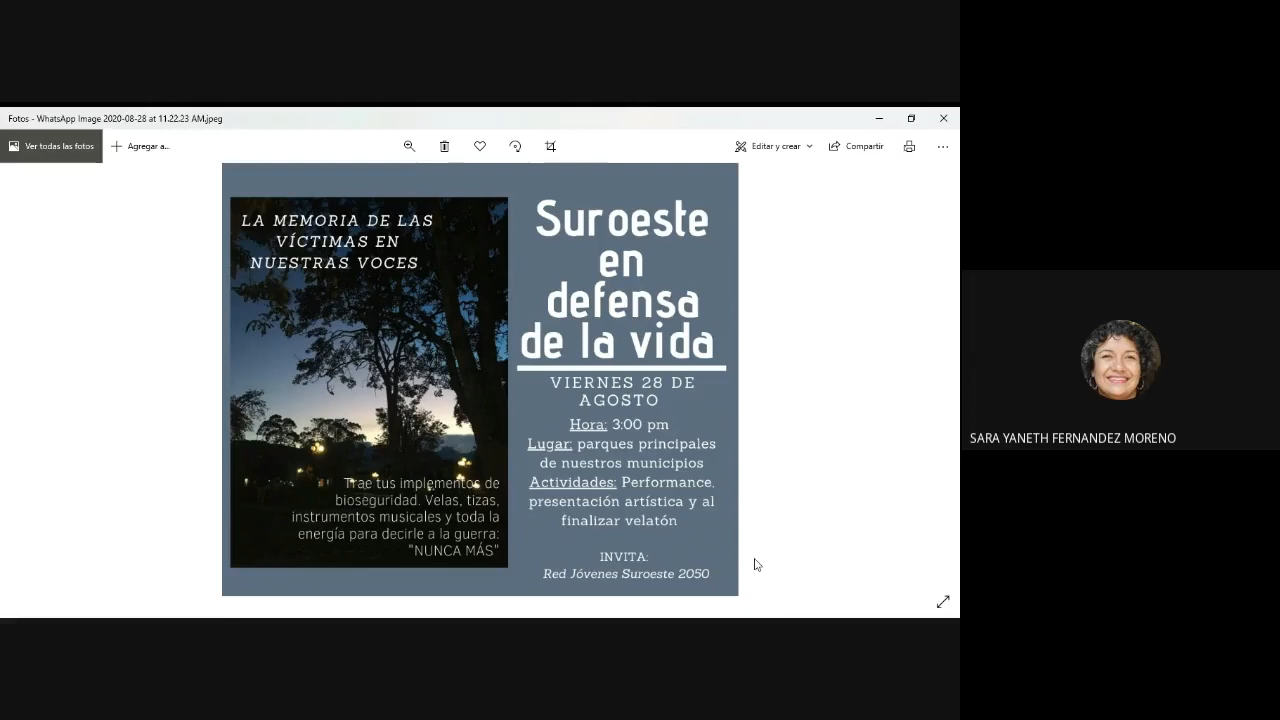 Fotos - WhatsApp Image 2020-08-28 at 11.22.23 AM.jpeg
Ver todas las fotos
Agregar a...
Editar y crear
Compartir
LA MEMORIA DE LAS
VÍCTIMAS EN
NUESTRAS VOCES
Trae tus implementos de
bioseguridad. Velas, tizas,
instrumentos musicales y toda la
energía para decirle a la guerra:
"NUNCA MÁS"
Suroeste
en
defensa
de la vida
VIERNES 28 DE
AGOSTO
Hora: 3:00 pm
Lugar: parques principales
de nuestros municipios
Actividades: Performance,
presentación artística y al
finalizar velatón
INVITA:
Red Jóvenes Suroeste 2050
SARA YANETH FERNANDEZ MORENO